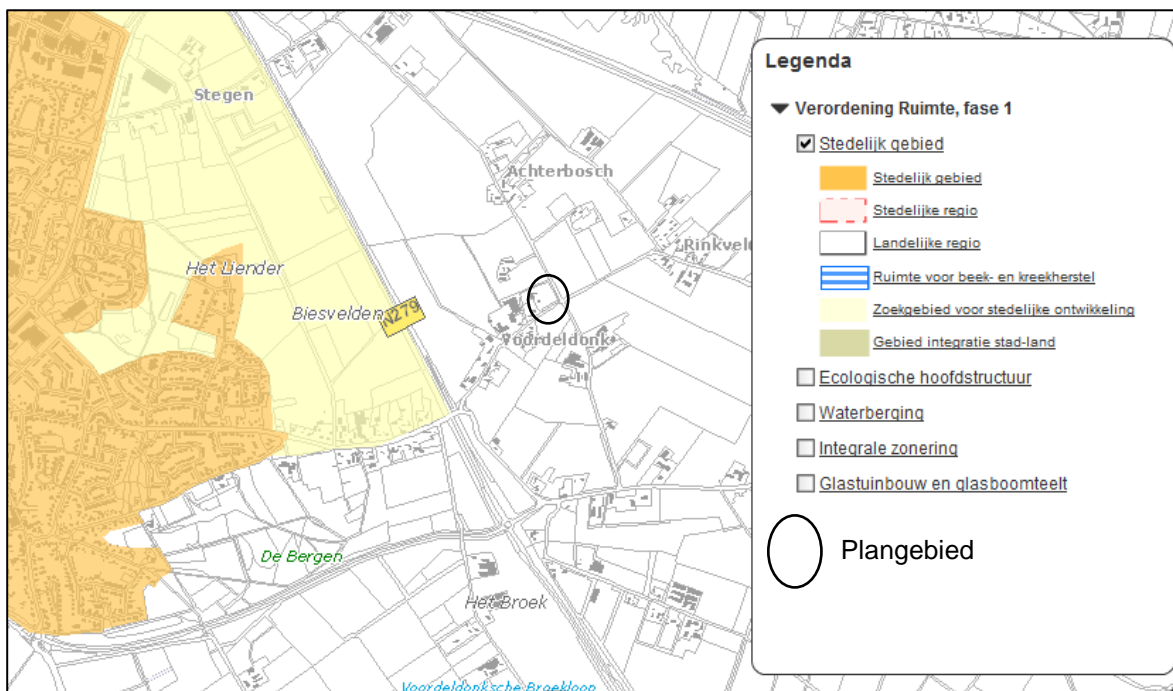 Stegen
Achterbosch
Rinkvel
Het Liender
Biesvelden
N279
Voordeldonk
De Bergen
Het Broek
Voordeldonksche Broekloop
Legenda
Verordening Ruimte, fase 1
Stedelijk gebied
Stedelijk gebied
Stedelijke regio
Landelijke regio
Ruimte voor beek- en kreekherstel
Zoekgebied voor stedelijke ontwikkeling
Gebied integratie stad-land
Ecologische hoofdstructuur
Waterberging
Integrale zonering
Glastuinbouw en glasboomteelt
Plangebied